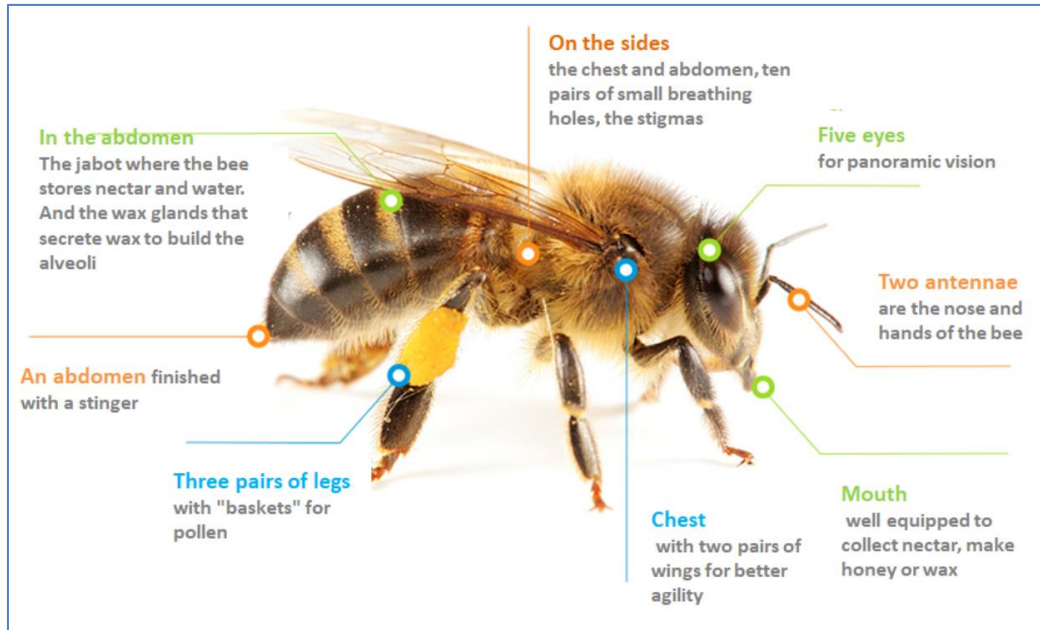 On the sides
the chest and abdomen, ten
pairs of small breathing
holes, the stigmas
In the abdomen
The jabot where the bee
stores nectar and water.
And the wax glands that
secrete wax to build the
alveoli
Five eyes
for panoramic vision
Two antennae
are the nose and
hands of the bee
An abdomen finished
with a stinger
Three pairs of legs
with "baskets" for
pollen
Chest
with two pairs of
wings for better
agility
Mouth
well equipped to
collect nectar, make
honey or wax